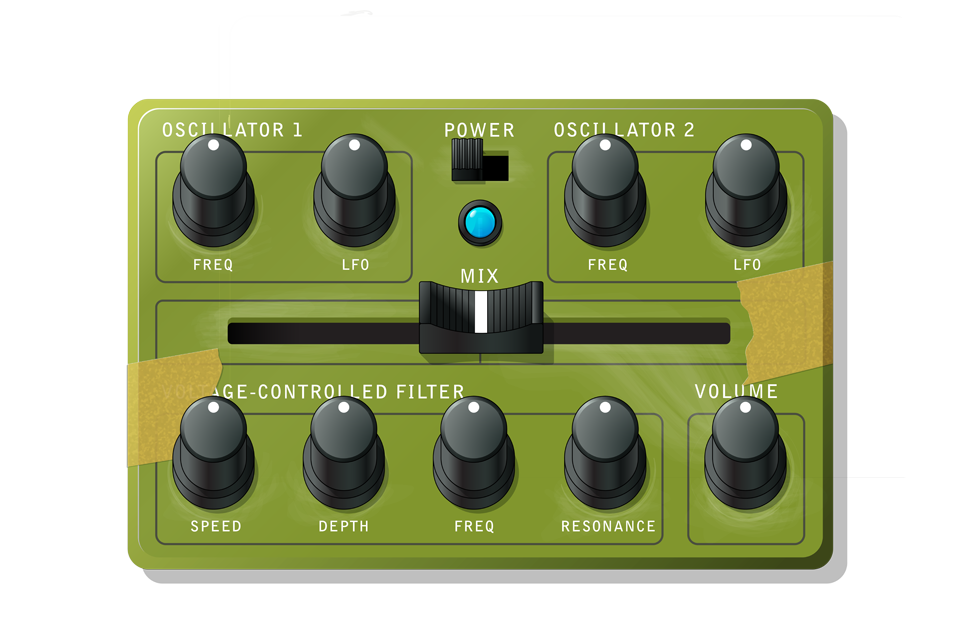 OSCILLATOR 1
POWER
OSCILLATOR 2
FREQ
LFO
FREQ
LFO
MIX
AGE-CONTROLLED FILTER
VOLUME
SPEED
DEPTH
FREQ
RESONANCE